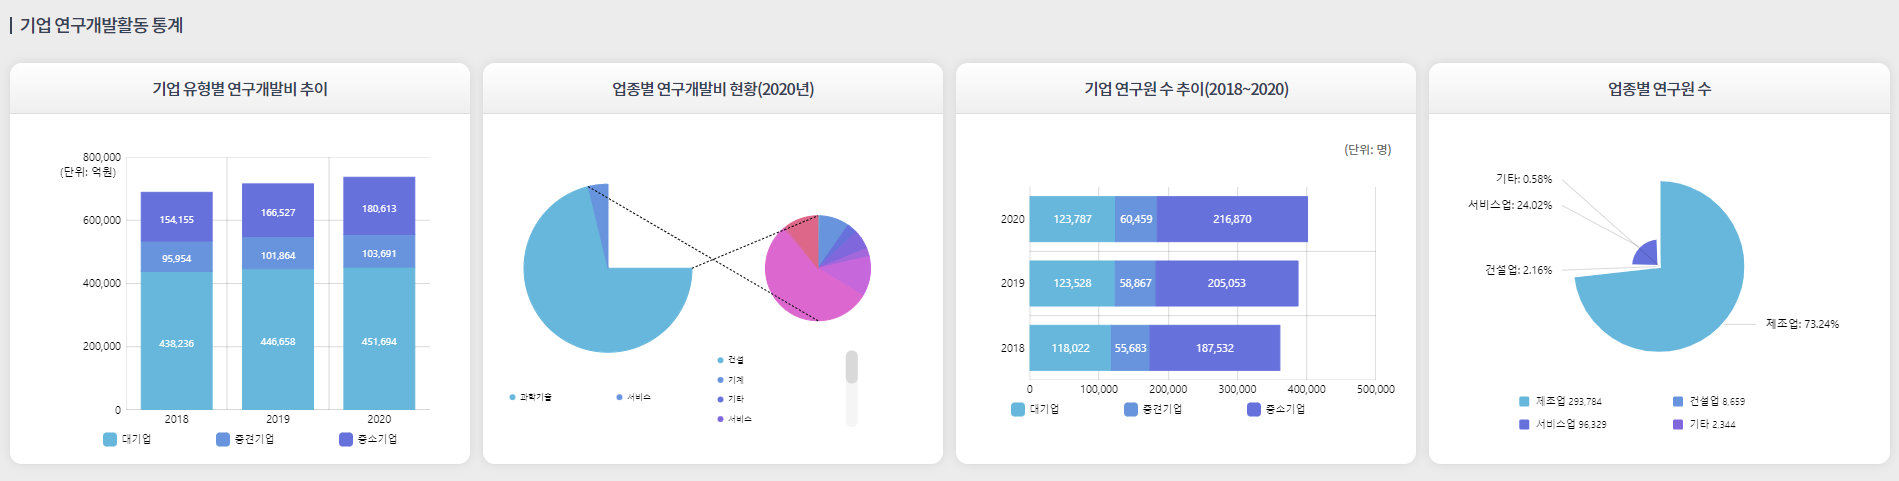 기업 연구개발활동 통계
기업 유형별 연구개발비 추이
800,000
(단위: 억원)
600,000
400,000
200,000
0
154,155
95,954
438,236
166,527
101,864
446,658
180,613
103,691
451,694
2018
2019
2020
대기업
중견기업
중소기업
업종별 연구개발비 현황(2020년)
과학기술
서비스
건설
기계
기타
서비스
기업 연구원 수 추이(2018~2020)
(단위: 명)
2020
123,787
60,459
216,870
2019
123,528
58,867
205,053
2018
118,022
55,683
187,532
0
100,000
200,000
300,000
400,000
500,000
대기업
중견기업
중소기업
업종별 연구원 수
기타: 0.58%
서비스업: 24.02%
건설업: 2.16%
제조업: 73.24%
제조업 293,784
건설업 8,659
서비스업 96,329
기타 2,344